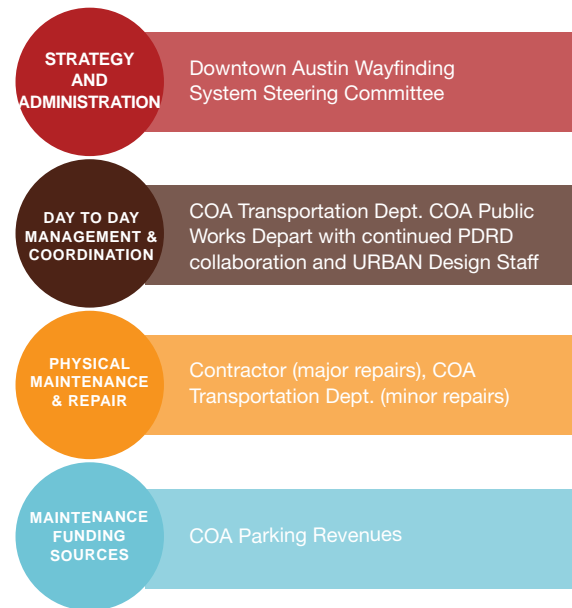 STRATEGY
AND
ADMINISTRATION
Downtown Austin Wayfinding
System Steering Committee
DAY TO DAY
MANAGEMENT &
COORDINATION
COA Transportation Dept. COA Public
Works Depart with continued PDRD
collaboration and URBAN Design Staff
PHYSICAL
MAINTENANCE
& REPAIR
Contractor (major repairs), COA
Transportation Dept. (minor repairs)
MAINTENANCE
FUNDING
SOURCES
COA Parking Revenues